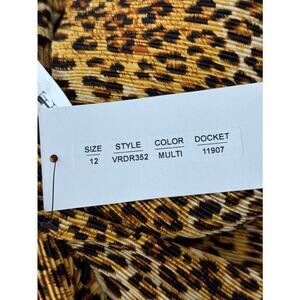 SIZE STYLE COLOR DOCKET
12 VRDR352 MULTI 11907